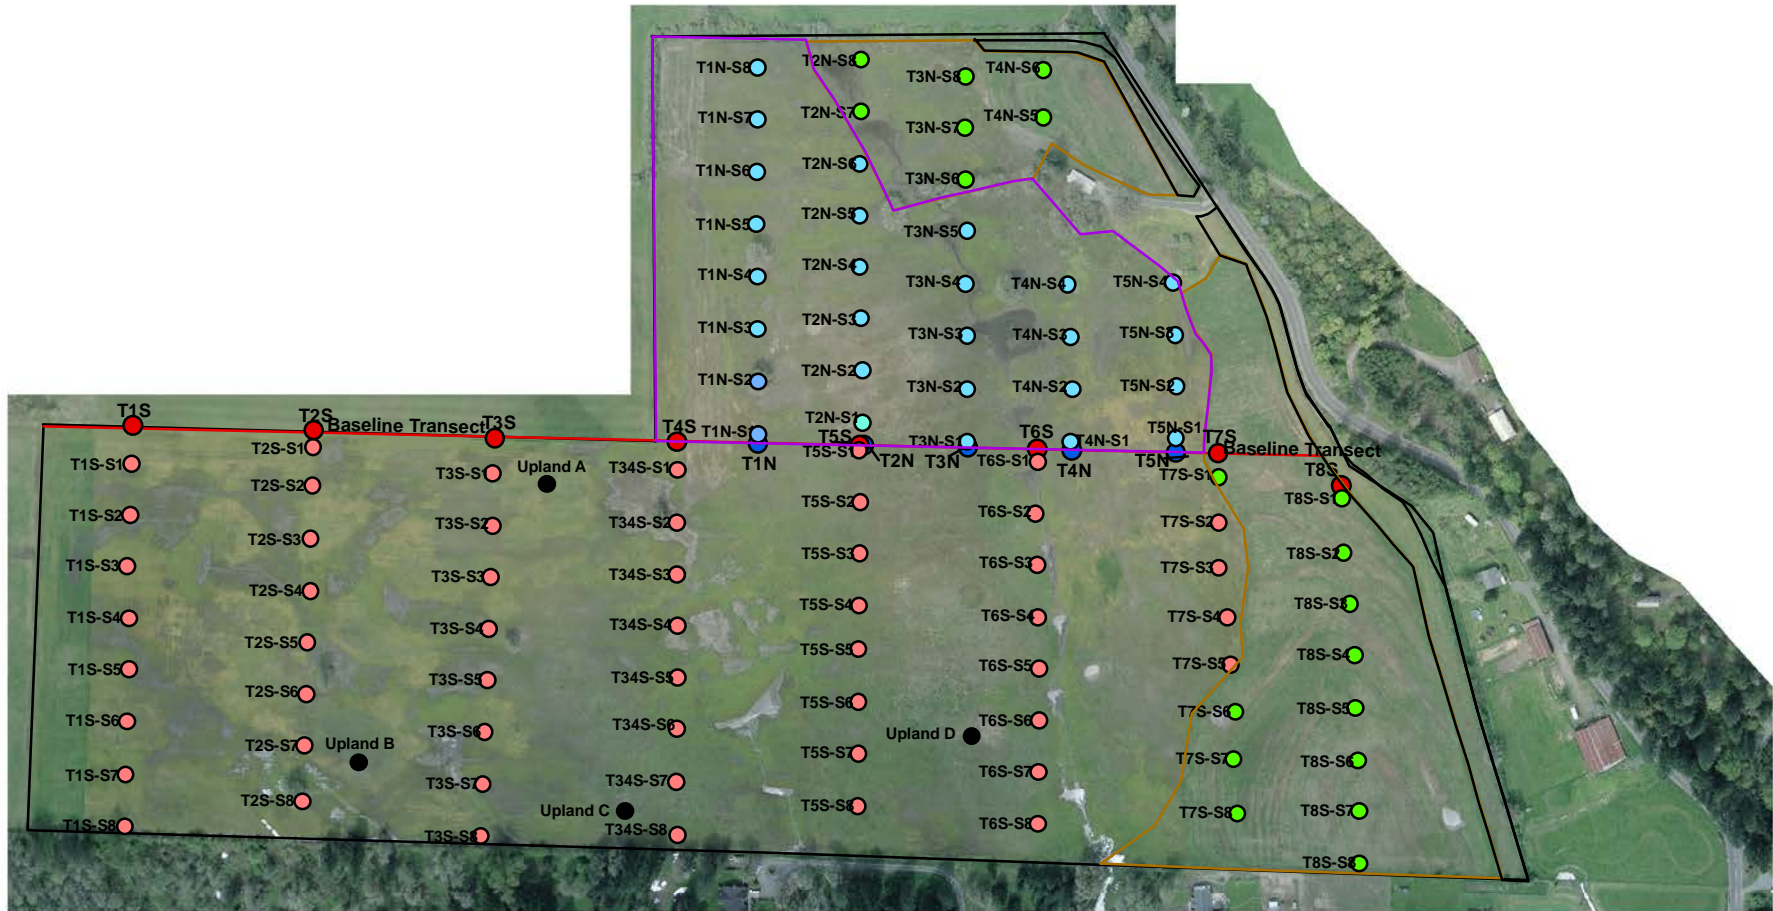 T1N-S8
T2N-S8
T3N-S8
T4N-S6
T1N-S7
T2N-S7
T3N-S7
T4N-S5
T1N-S6
T2N-S6
T3N-S6
T1N-S5
T2N-S5
T3N-S5
T1N-S4
T2N-S4
T3N-S4
T4N-S4
T5N-S4
T1N-S3
T2N-S3
T3N-S3
T4N-S3
T5N-S3
T1N-S2
T2N-S2
T3N-S2
T4N-S2
T5N-S2
T1N-S1
T2N-S1
T3N-S1
T4N-S1
T5N-S1
T1S
T2S
Baseline Transect
T3S
T4S
T5S
T6S
T7S
Baseline Transect
T8S
T1N
T2N
T3N
T4N
T5N
T1S-S1
T2S-S1
T3S-S1
Upland A
T34S-S1
T5S-S1
T6S-S1
T7S-S1
T8S-S1
T1S-S2
T2S-S2
T3S-S2
T34S-S2
T5S-S2
T6S-S2
T7S-S2
T8S-S2
T1S-S3
T2S-S3
T3S-S3
T34S-S3
T5S-S3
T6S-S3
T7S-S3
T8S-S3
T1S-S4
T2S-S4
T3S-S4
T34S-S4
T5S-S4
T6S-S4
T7S-S4
T8S-S4
T1S-S5
T2S-S5
T3S-S5
T34S-S5
T5S-S5
T6S-S5
T7S-S5
T8S-S5
T1S-S6
T2S-S6
T3S-S6
T34S-S6
T5S-S6
T6S-S6
T7S-S6
T8S-S6
Upland B
Upland D
T1S-S7
T2S-S7
T3S-S7
T34S-S7
T5S-S7
T6S-S7
T7S-S7
T8S-S7
Upland C
T1S-S8
T2S-S8
T3S-S8
T34S-S8
T5S-S8
T6S-S8
T7S-S8
T8S-S8